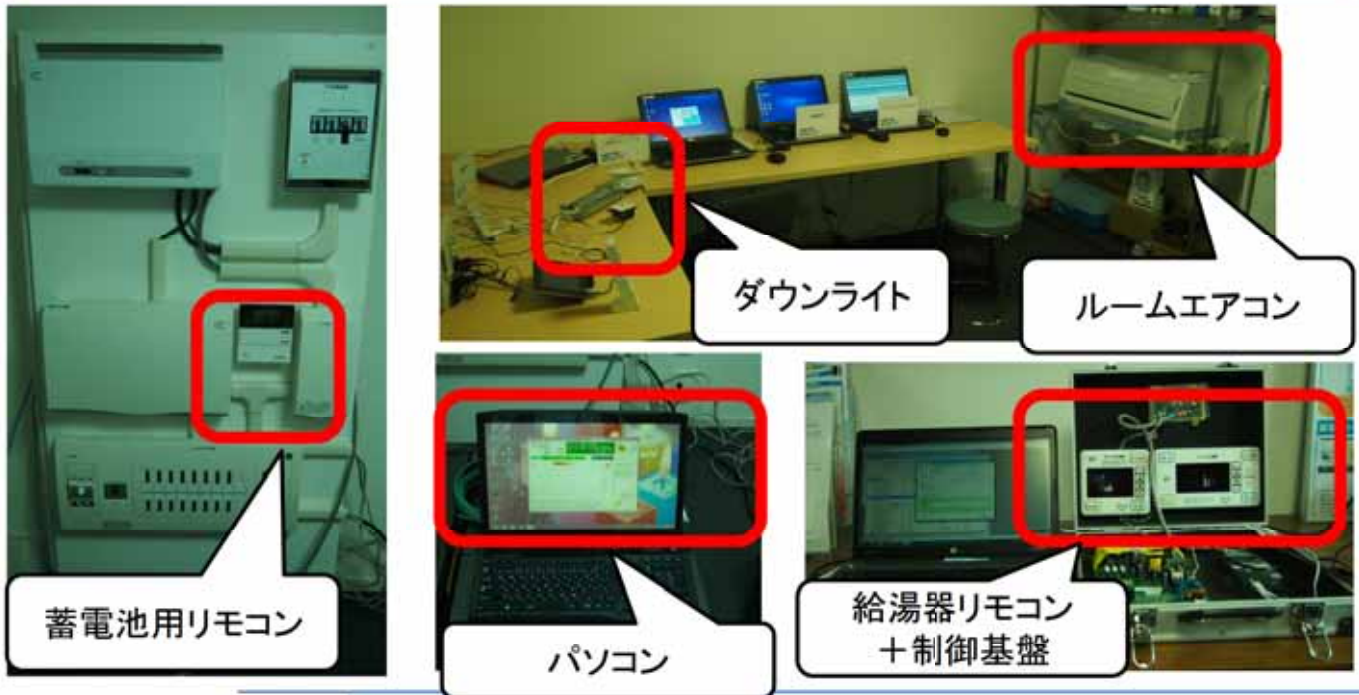 ダウンライト
ルームエアコン
蓄電池用リモコン
パソコン
給湯器リモコン
＋制御基盤